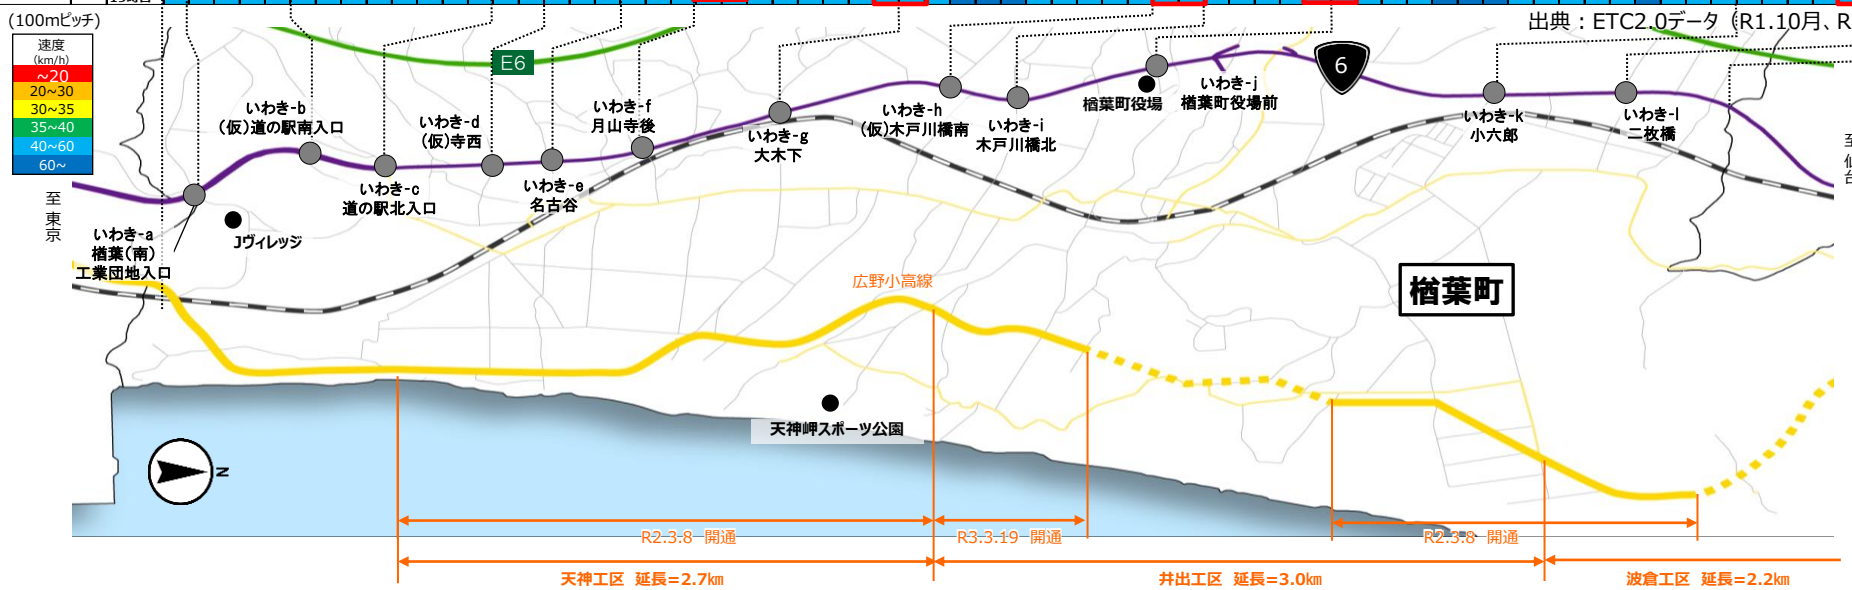 (100mピッチ)
出典：ETC2.0データ（R1.10月、R
速度
(km/h)
~20
20~30
30~35
35~40
40~60
60~
E6
6
いわき-b
(仮)道の駅南入口
いわき-d
(仮)寺西
いわき-f
月山寺後
いわき-g
大木下
いわき-h
(仮)木戸川橋南
いわき-i
木戸川橋北
楢葉町役場
いわき-j
楢葉町役場前
いわき-k
小六郎
いわき-l
二枚橋
至 仙台
至 東京
いわき-c
道の駅北入口
いわき-e
名古谷
いわき-a
楢葉(南)
工業団地入口
Jヴィレッジ
広野小高線
楢葉町
天神岬スポーツ公園
N
R2.3.8 開通
R3.3.19 開通
R2.3.8 開通
天神工区 延長=2.7㎞
井出工区 延長=3.0㎞
波倉工区 延長=2.2㎞